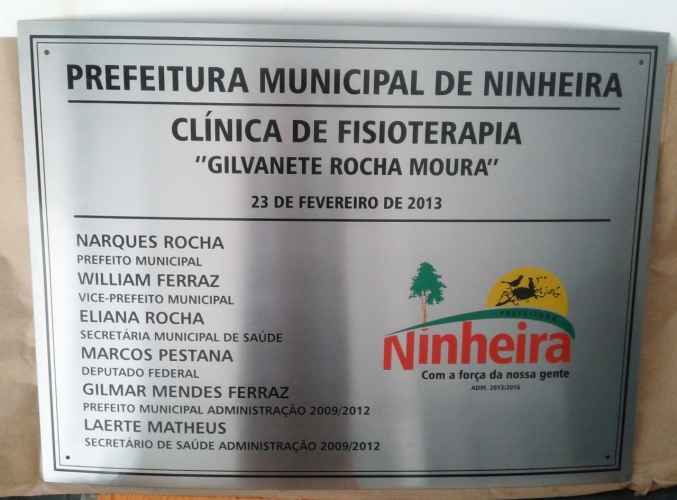 PREFEITURA MUNICIPAL DE NINHEIRA
CLÍNICA DE FISIOTERAPIA
"GILVANETE ROCHA MOURA"
23 DE FEVEREIRO DE 2013
NARQUES ROCHA
PREFEITO MUNICIPAL
WILLIAM FERRAZ
VICE-PREFEITO MUNICIPAL
ELIANA ROCHA
SECRETÁRIA MUNICIPAL DE SAÚDE
MARCOS PESTANA
DEPUTADO FEDERAL
GILMAR MENDES FERRAZ
PREFEITO MUNICIPAL ADMINISTRAÇÃO 2009/2012
LAERTE MATHEUS
SECRETÁRIO DE SAÚDE ADMINISTRAÇÃO 2009/2012
PREFEITURA
Ninheira
Com a força da nossa gente
ADM. 2013/2016